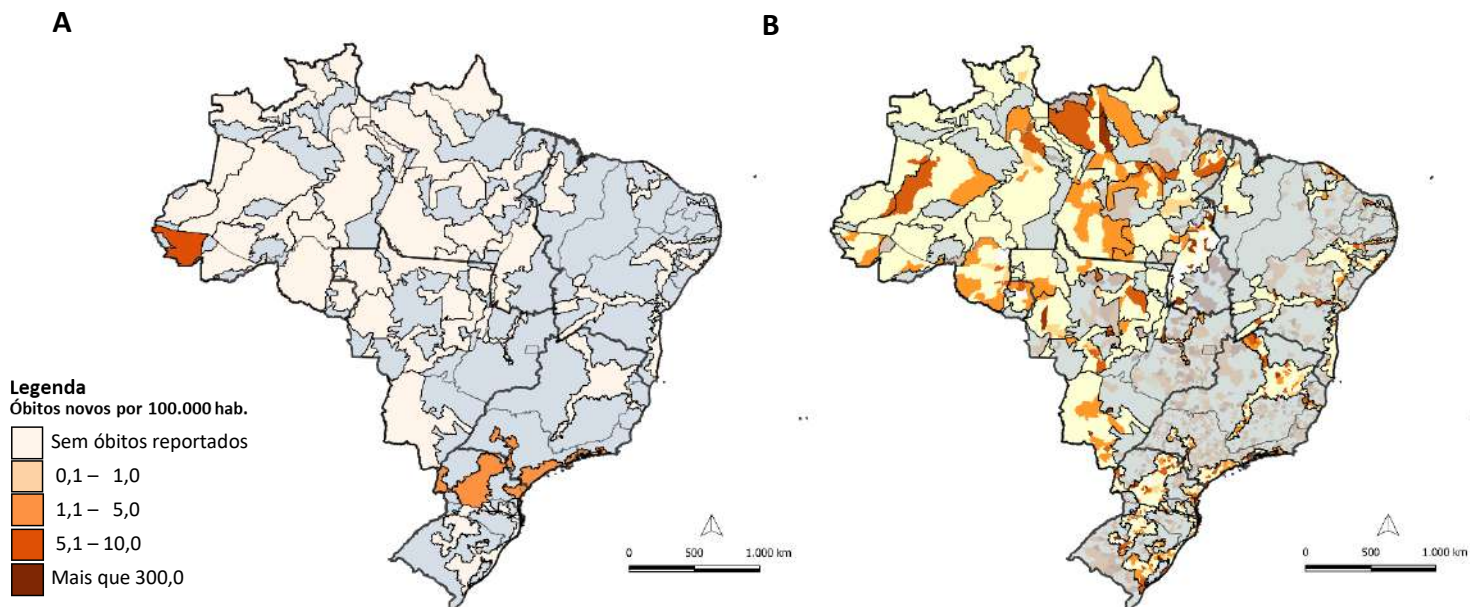 A
B
Legenda
Óbitos novos por 100.000 hab.
Sem óbitos reportados
0,1 – 1,0
1,1 – 5,0
5,1 – 10,0
Mais que 300,0
0 500 1.000 km
0 500 1.000 km